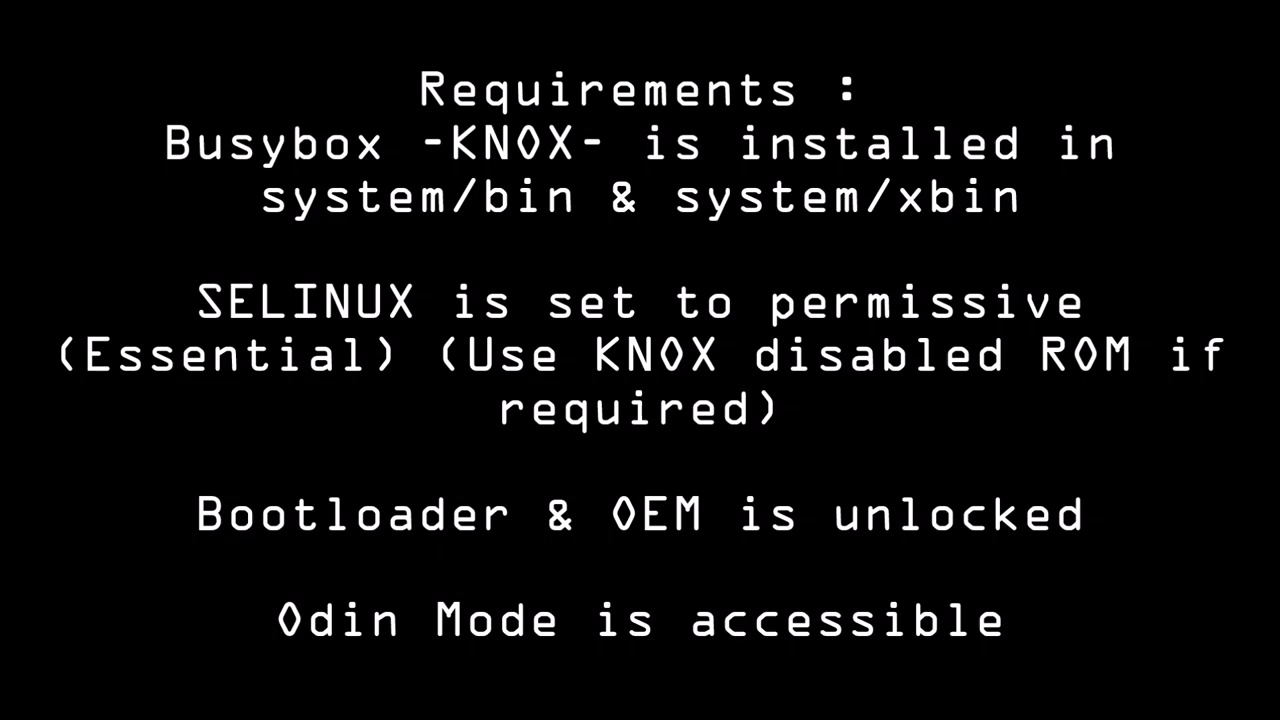 Requirements :
Busybox -KNOX- is installed in
system/bin & system/xbin
SELINUX is set to permissive
(Essential) (Use KNOX disabled ROM if
required)
Bootloader & OEM is unlocked
Odin Mode is accessible